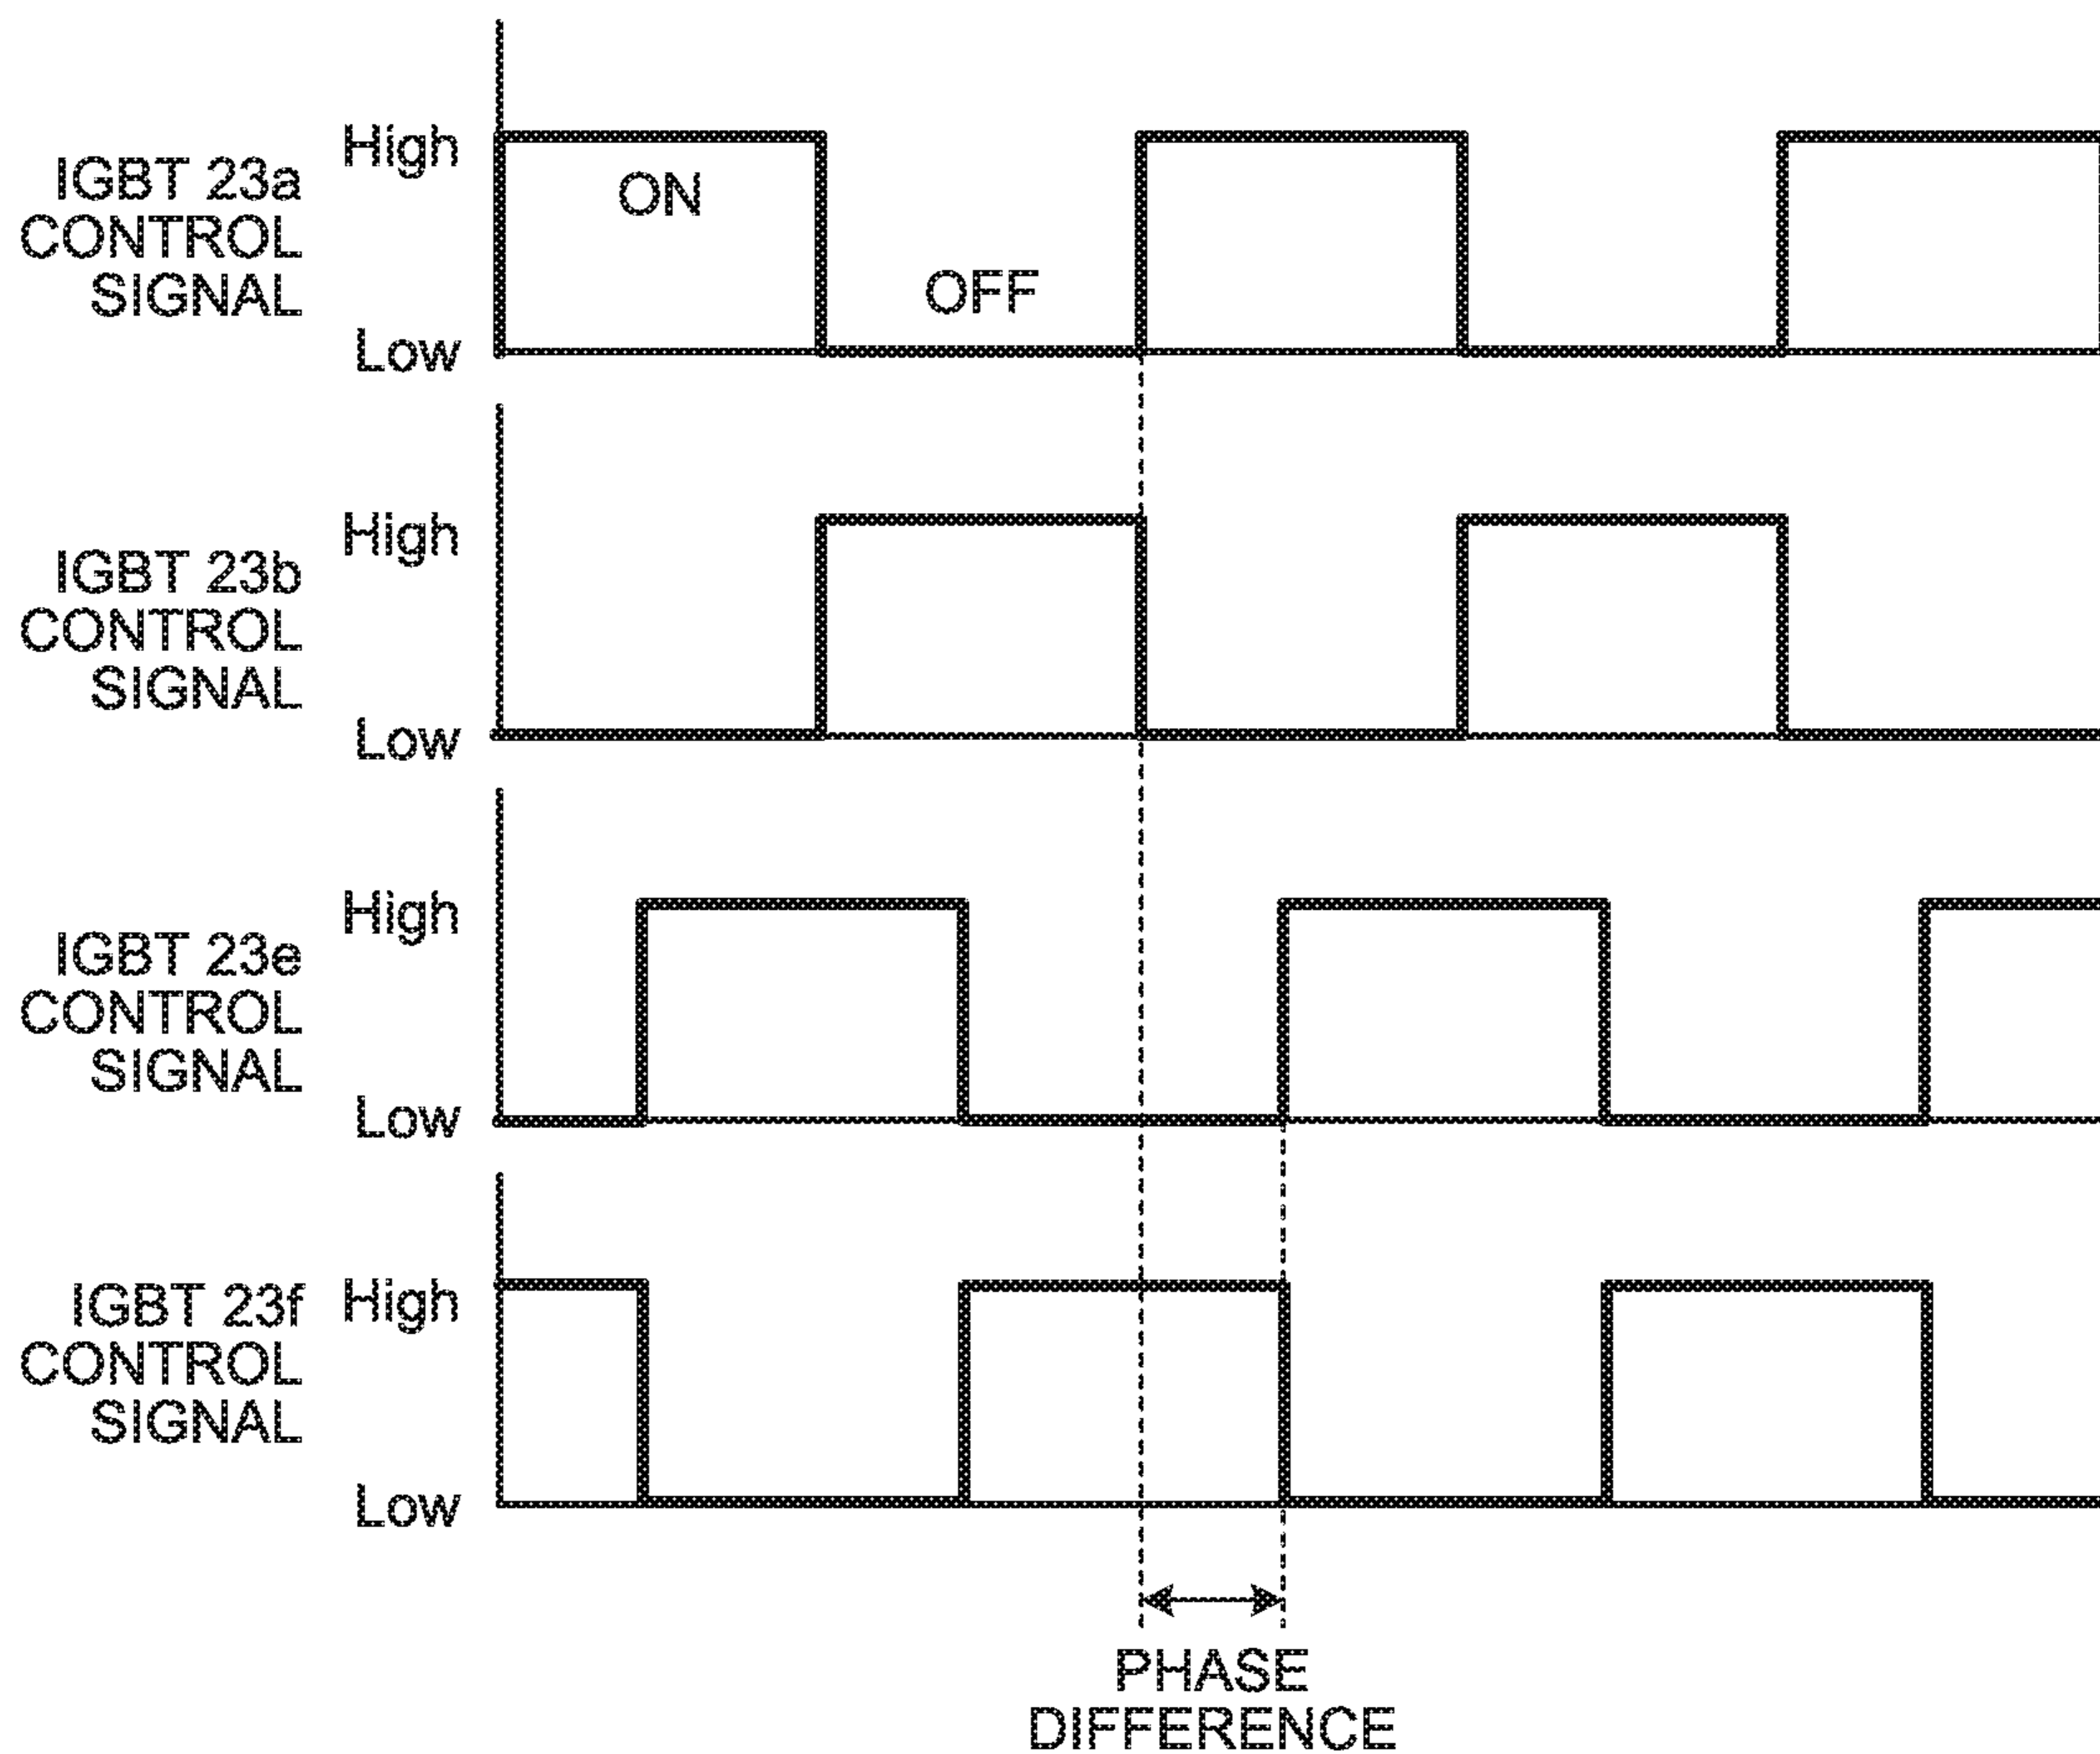 IGBT 23a
CONTROL
SIGNAL
High
ON
OFF
Low
IGBT 23b
CONTROL
SIGNAL
High
Low
IGBT 23e
CONTROL
SIGNAL
High
Low
IGBT 23f
CONTROL
SIGNAL
High
Low
PHASE
DIFFERENCE